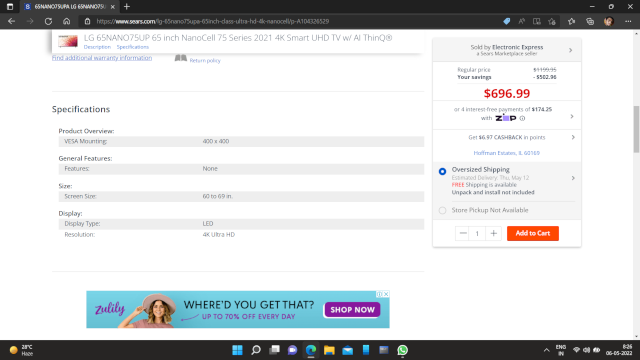 65NANO75UPA LG 65NANO75UP
https://www.sears.com/lg-65nano75upa-65inch-class-ultra-hd-4k-nanocell/p-A104326529
LG 65NANO75UP 65 inch NanoCell 75 Series 2021 4K Smart UHD TV w/ AI ThinQ®
Description Specifications
Find additional warranty information
Return policy
Specifications
Product Overview:
VESA Mounting: 400 x 400
General Features:
Features: None
Size:
Screen Size: 60 to 69 in.
Display:
Display Type: LED
Resolution: 4K Ultra HD
Sold by Electronic Express
a Sears Marketplace seller
Regular price $1199.95
Your savings - $502.96
$696.99
or 4 interest-free payments of $174.25
with ZIP
Get $6.97 CASHBACK in points
Hoffman Estates, IL 60169
Oversized Shipping
Estimated Delivery: Thu, May 12
FREE Shipping is available
Unpack and install not included
Store Pickup Not Available
1
Add to Cart
Zulily
WHERE'D YOU GET THAT?
UP TO 70% OFF EVERY DAY
SHOP NOW
28°C
Haze
ENG
IN
8:26
06-05-2022